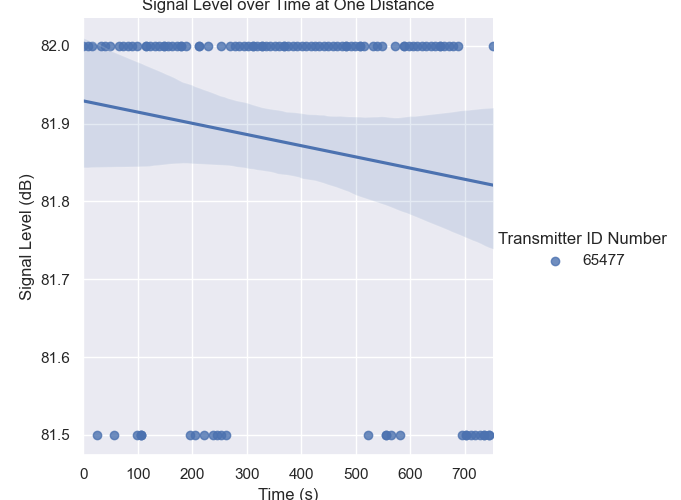 Signal Level over Time at One Distance
82.0
81.9
81.8
81.7
81.6
81.5
Signal Level (dB)
0 100 200 300 400 500 600 700
Time (s)
Transmitter ID Number
65477